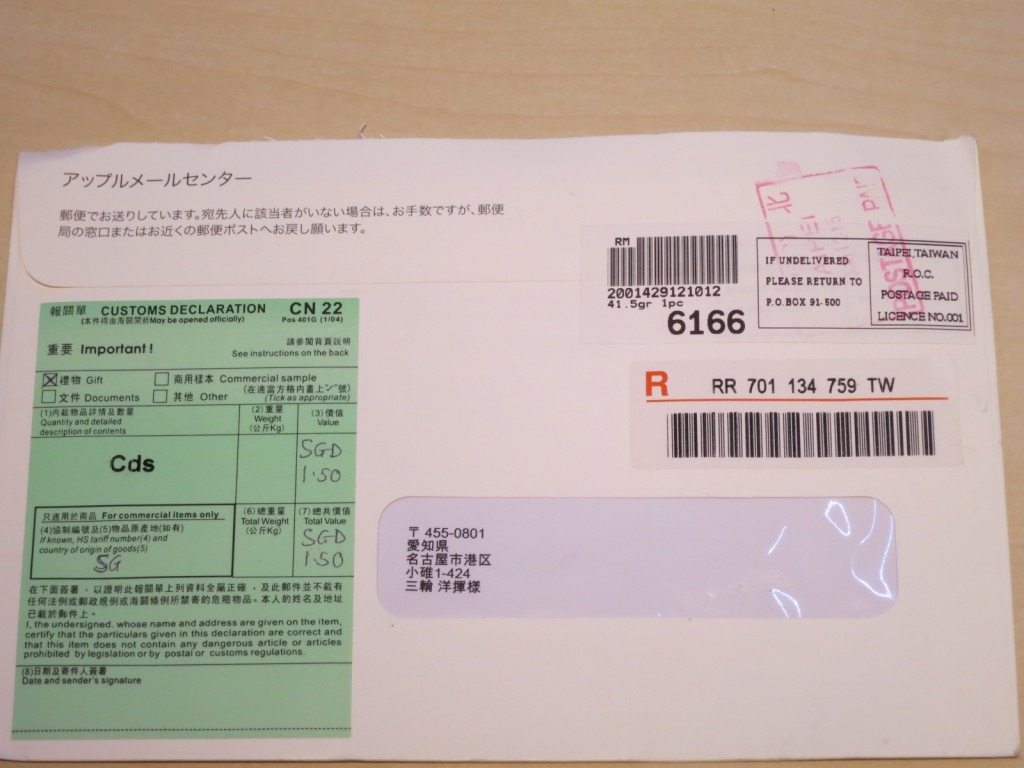 アップルメールセンター
郵便でお送りしています。宛先人に該当者がいない場合は、お手数ですが、郵便
局の窓口またはお近くの郵便ポストへお戻し願います。
RM
2001429121012
41.5gr 1pc
6166
IF UNDELIVERED
PLEASE RETURN TO
P.O.BOX 91-500
TAIPEI,TAIWAN
R.O.C.
POSTAGE PAID
LICENCE NO.001
POSTAGE PAID
R RR 701 134 759 TW
報關單 CUSTOMS DECLARATION CN 22
(本件得由海關開拆May be opened officially) Pos 401G (1/04)
重要 Important!
請參閱背頁説明
See instructions on the back
禮物 Gift
商用樣本 Commercial sample
文件 Documents
其他 Other
(在適當方格內畫上"✓"號)
(Tick as appropriate)
(1)內載物品詳情及數量
Quantity and detailed
description of contents
(2)重量
Weight
(公斤Kg)
(3)價值
Value
Cds
SGD
1.50
只適用於商品 For commercial items only
(4)協制編號及(5)物品原產地(如有)
If known, HS tariff number(4) and
country of origin of goods(5)
SG
(6)總重量
Total Weight
(公斤Kg)
(7)總共價值
Total Value
SGD
1.50
在下面簽署，以證明此報關單上列資料全屬正確，及此郵件並不載有
任何法例或郵政規例或海關條例所禁寄的危險物品。本人的姓名及地址
已載於郵件上。
I, the undersigned, whose name and address are given on the item,
certify that the particulars given in this declaration are correct and
that this item does not contain any dangerous article or articles
prohibited by legislation or by postal or customs regulations.
(8)日期及寄件人簽署
Date and sender's signature
〒 455-0801
愛知県
名古屋市港区
小碓1-424
三輪 洋揮様